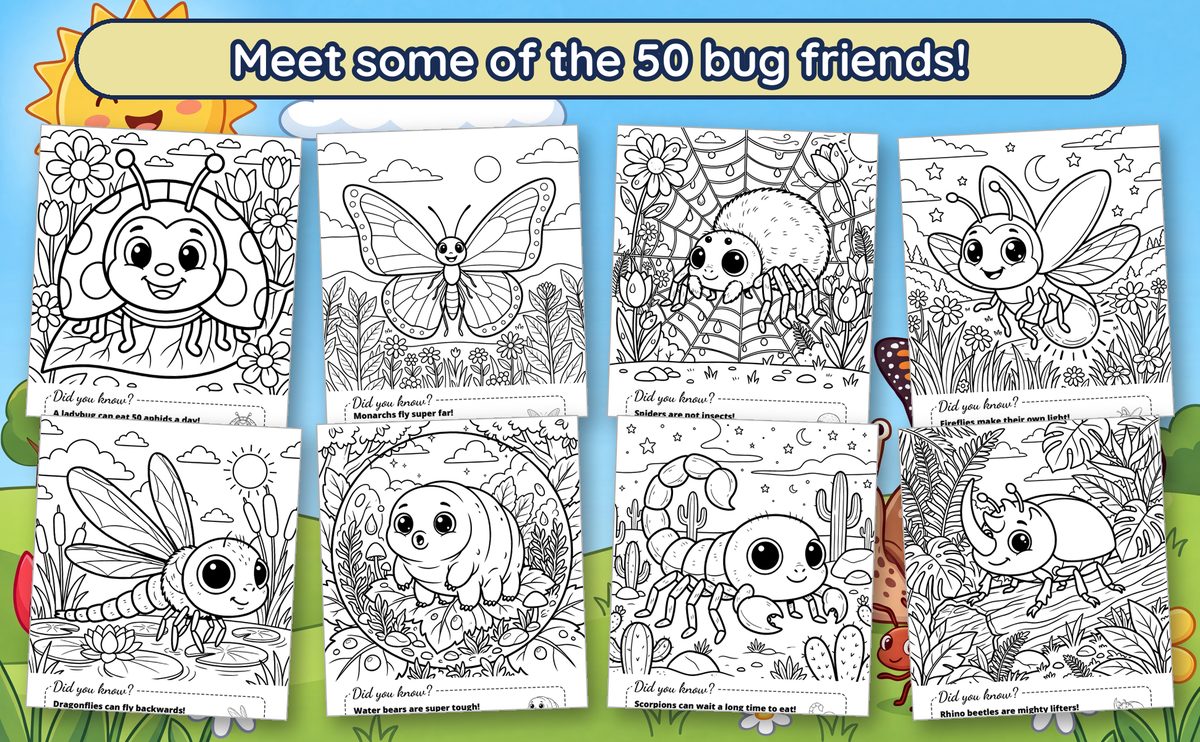 Meet some of the 50 bug friends!
Did you know?
A ladybug can eat 50 aphids a day!
Did you know?
Monarchs fly super far!
Did you know?
Spiders are not insects!
Did you know?
Fireflies make their own light!
Did you know?
Dragonflies can fly backwards!
Did you know?
Water bears are super tough!
Did you know?
Scorpions can wait a long time to eat!
Did you know?
Rhino beetles are mighty lifters!